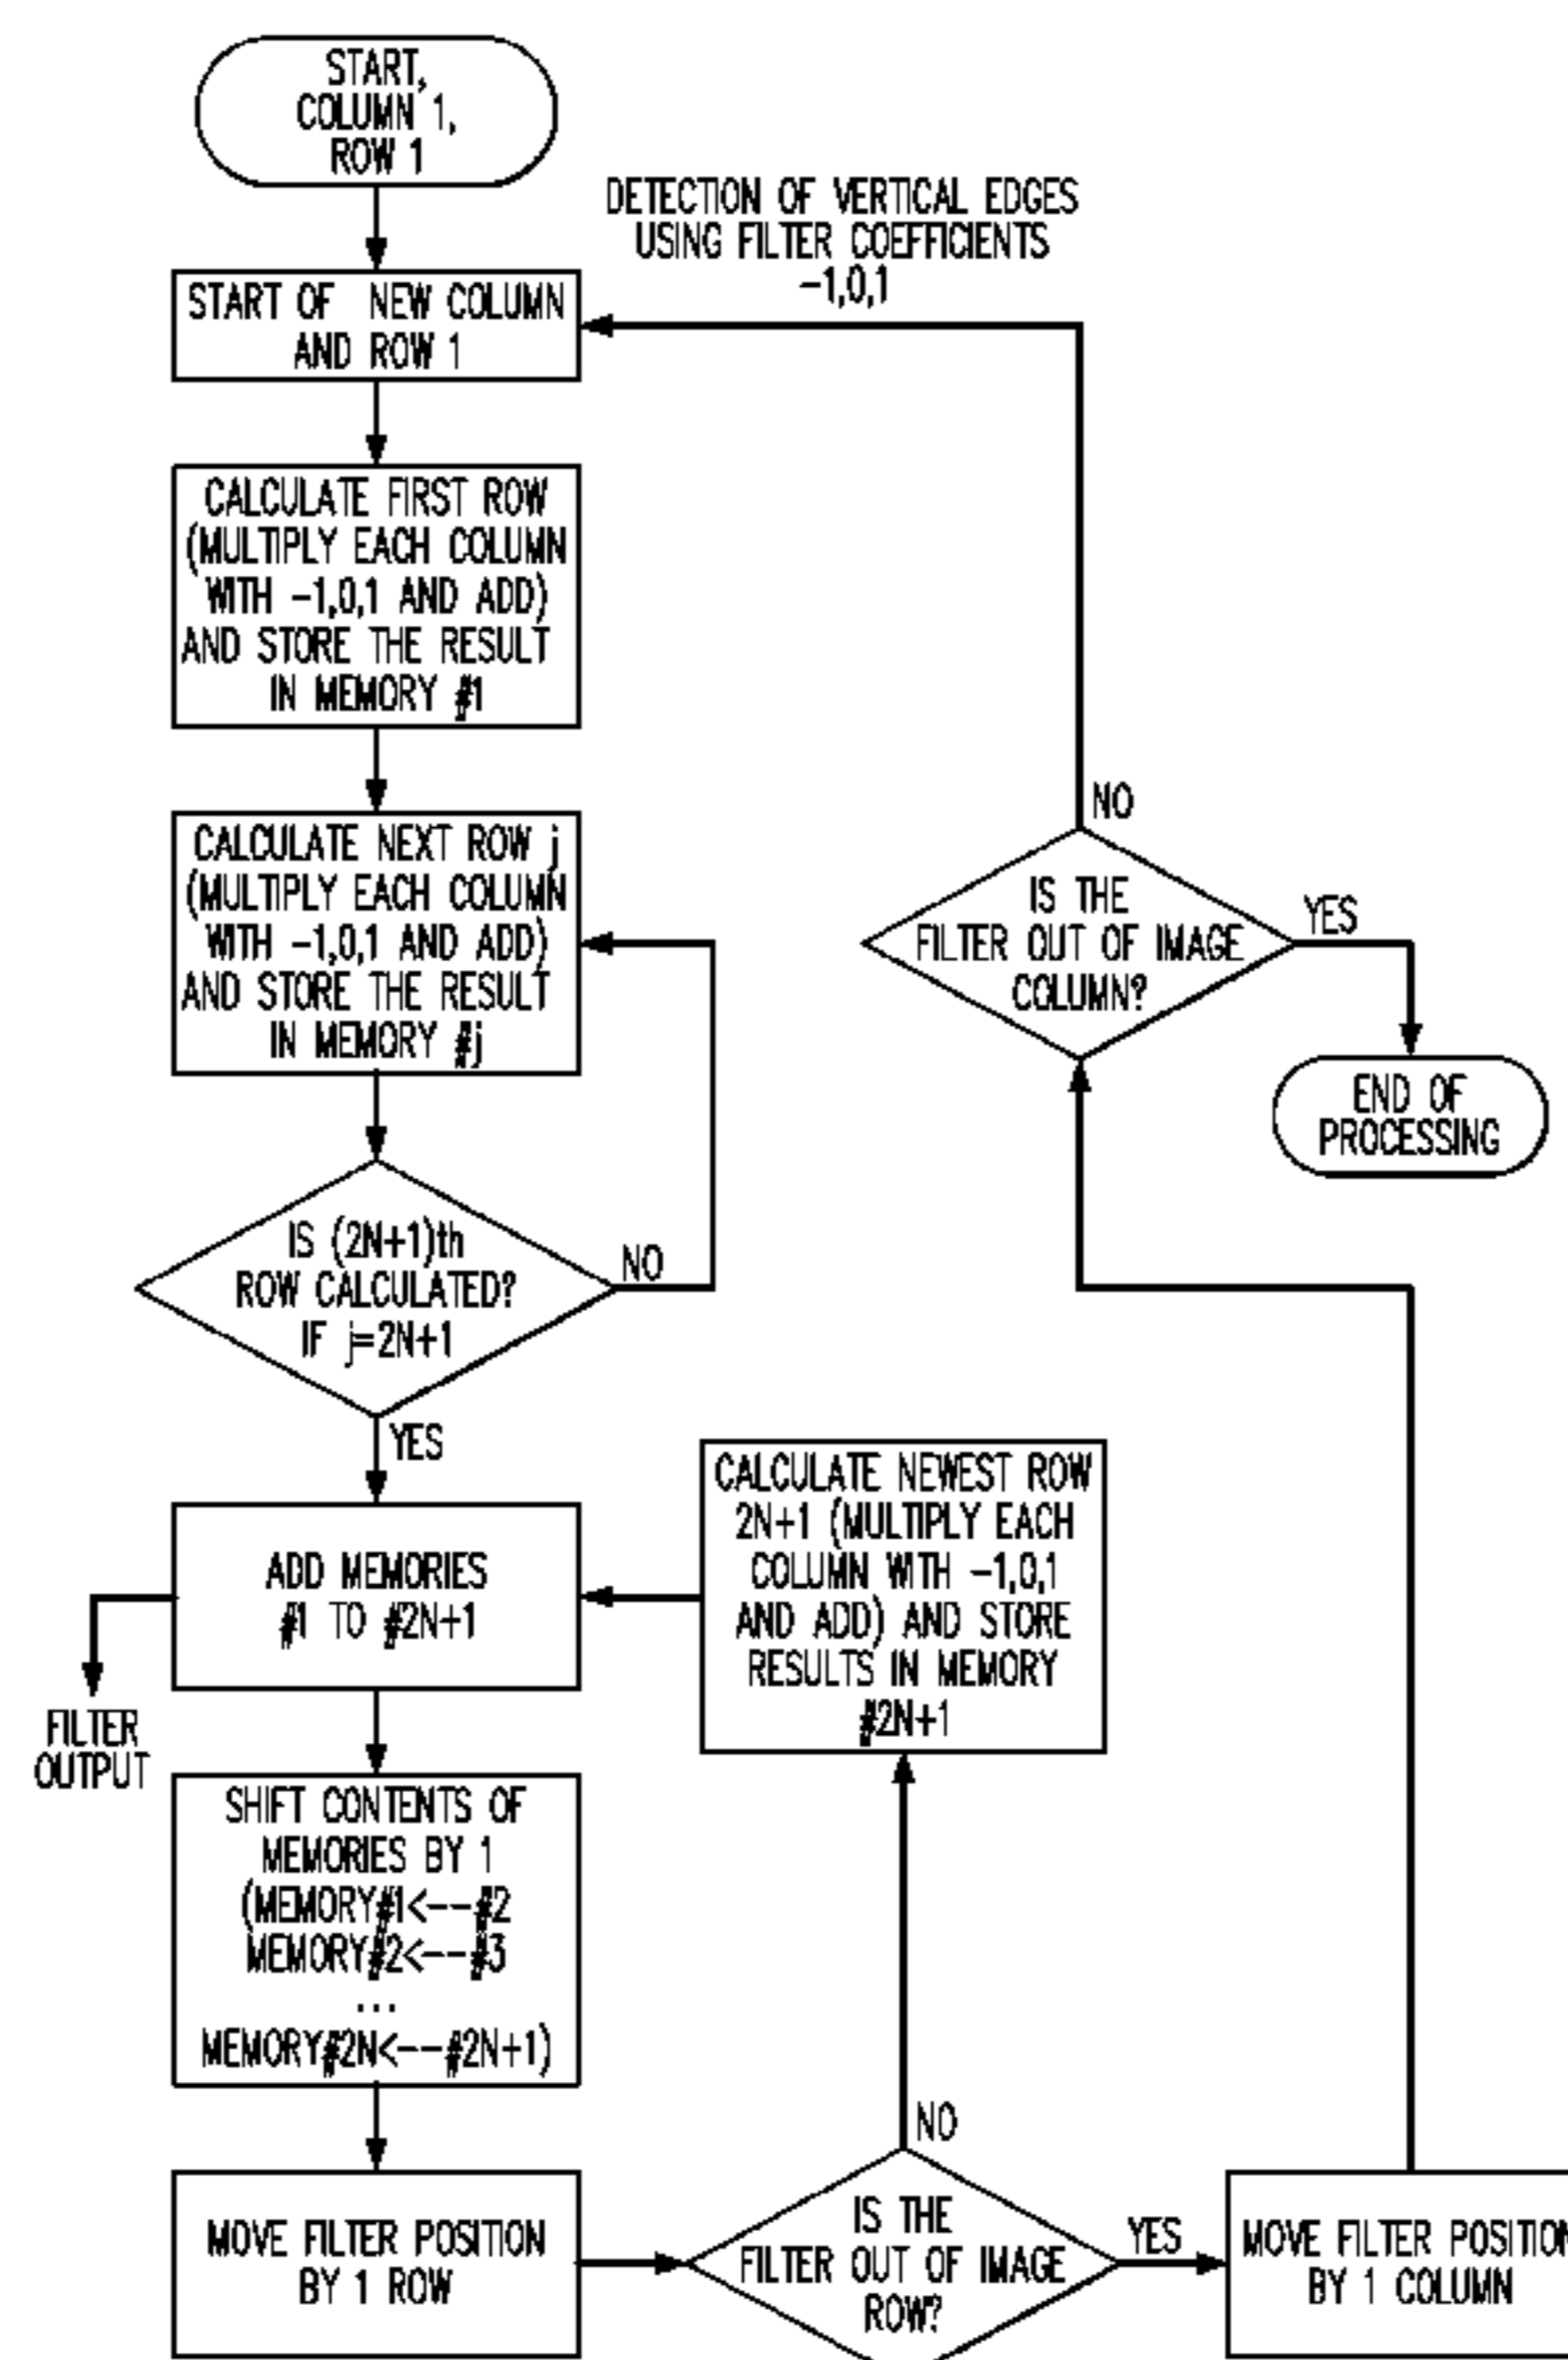 START,
COLUMN 1,
ROW 1
DETECTION OF VERTICAL EDGES
USING FILTER COEFFICIENTS
-1,0,1
START OF NEW COLUMN
AND ROW 1
CALCULATE FIRST ROW
(MULTIPLY EACH COLUMN
WITH -1,0,1 AND ADD)
AND STORE THE RESULT
IN MEMORY #1
CALCULATE NEXT ROW j
(MULTIPLY EACH COLUMN
WITH -1,0,1 AND ADD)
AND STORE THE RESULT
IN MEMORY #j
NO
IS THE
FILTER OUT OF IMAGE
COLUMN?
YES
END OF
PROCESSING
IS (2N+1)th
ROW CALCULATED?
IF j=2N+1
NO
YES
ADD MEMORIES
#1 TO #2N+1
CALCULATE NEWEST ROW
2N+1 (MULTIPLY EACH
COLUMN WITH -1,0,1
AND ADD) AND STORE
RESULTS IN MEMORY
#2N+1
FILTER
OUTPUT
SHIFT CONTENTS OF
MEMORIES BY 1
(MEMORY#1<--#2
MEMORY#2<--#3
...
MEMORY#2N<--#2N+1)
MOVE FILTER POSITION
BY 1 ROW
NO
IS THE
FILTER OUT OF IMAGE
ROW?
YES
MOVE FILTER POSITION
BY 1 COLUMN